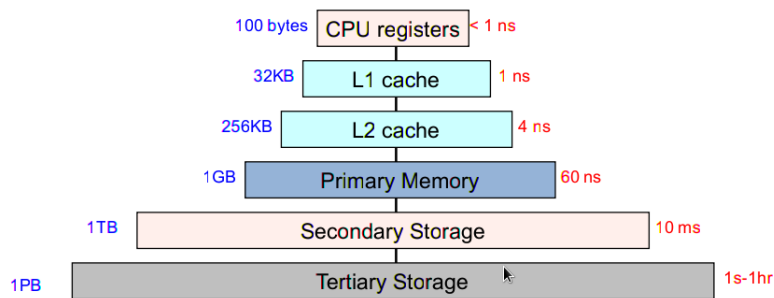 100 bytes CPU registers < 1 ns
32KB L1 cache 1 ns
256KB L2 cache 4 ns
1GB Primary Memory 60 ns
1TB Secondary Storage 10 ms
1PB Tertiary Storage 1s-1hr